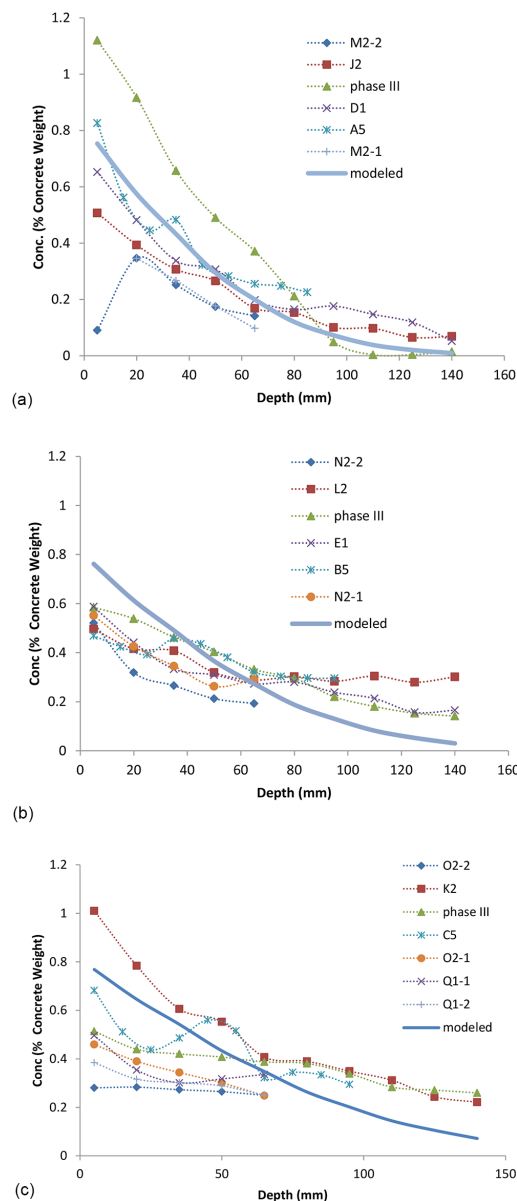 1.2
1
0.8
0.6
0.4
0.2
0
Conc. (% Concrete Weight)
M2-2
J2
phase III
D1
A5
M2-1
modeled
0 20 40 60 80 100 120 140 160
Depth (mm)
(a)
1.2
1
0.8
0.6
0.4
0.2
0
Conc (% Concrete Weight)
N2-2
L2
phase III
E1
B5
N2-1
modeled
0 20 40 60 80 100 120 140 160
Depth (mm)
(b)
1.2
1
0.8
0.6
0.4
0.2
0
Conc (% Concrete Weight)
O2-2
K2
phase III
C5
O2-1
Q1-1
Q1-2
modeled
0 50 100 150
Depth (mm)
(c)